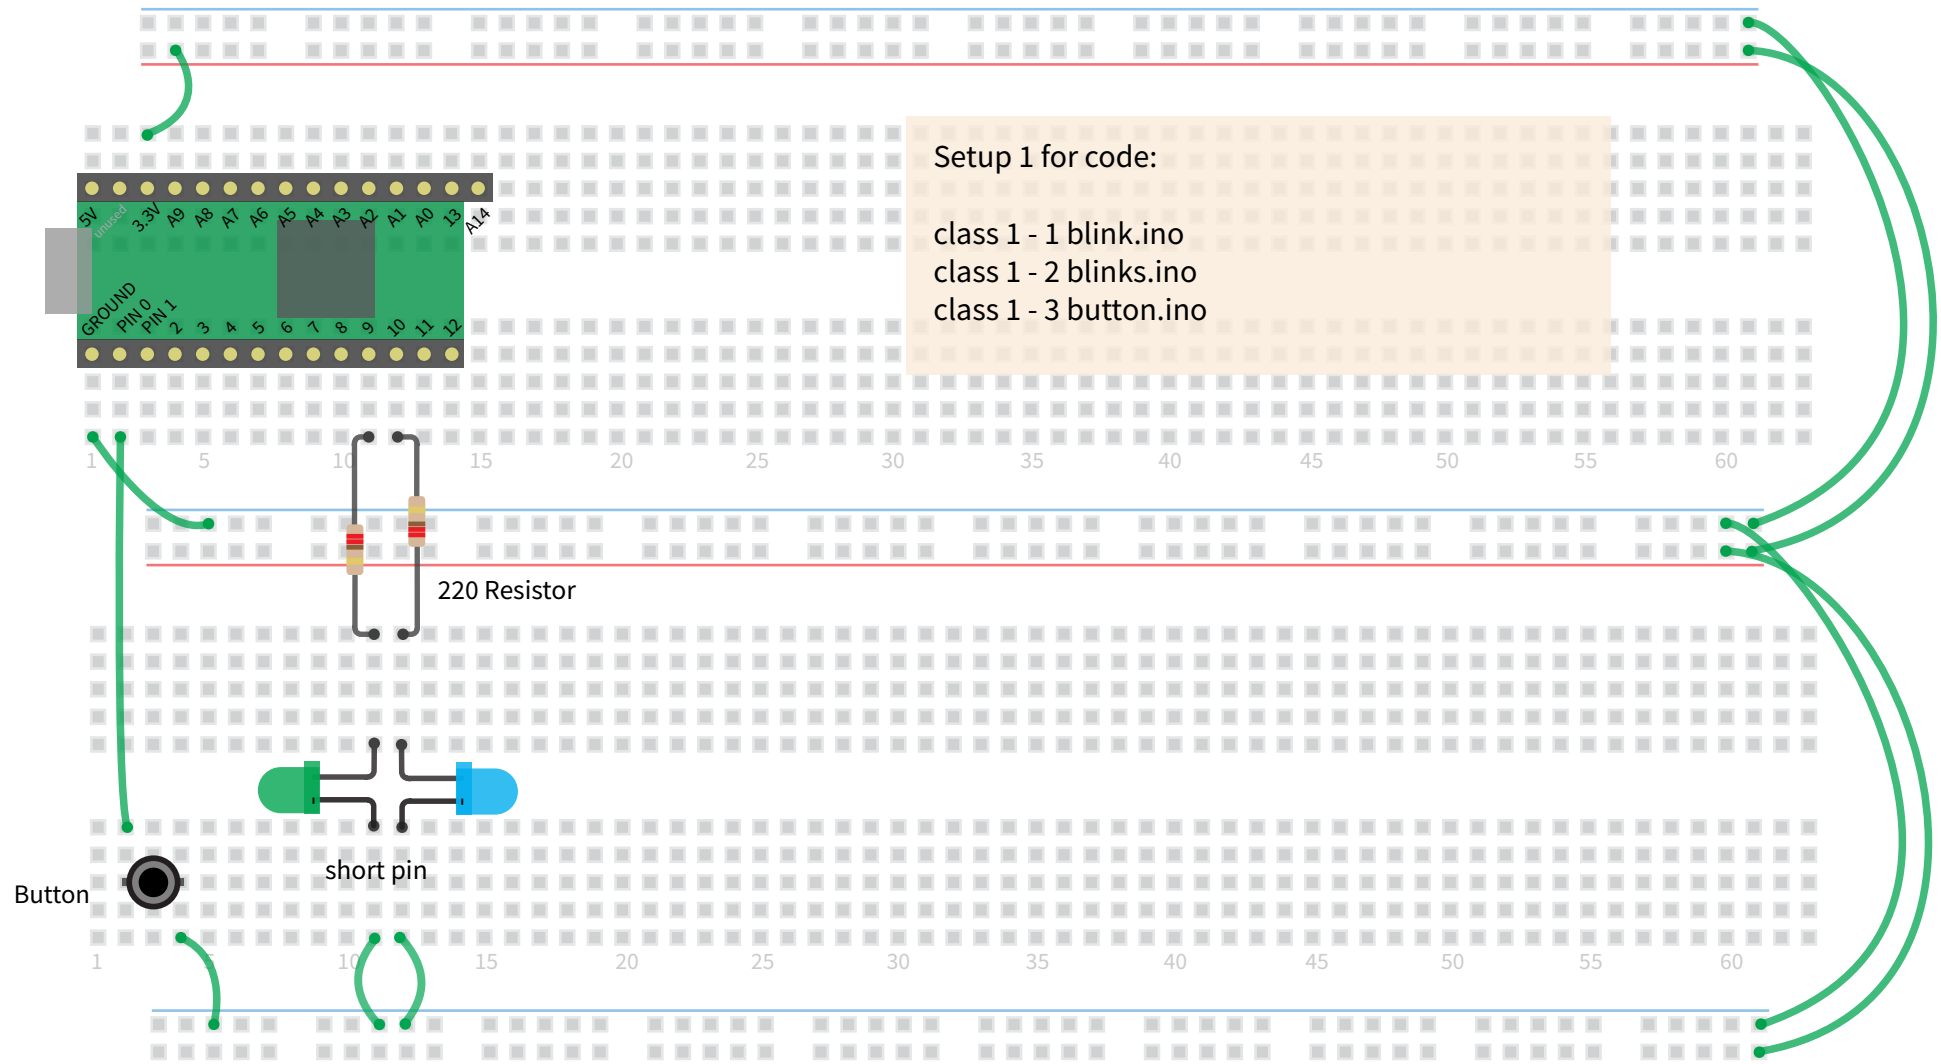 Setup 1 for code:
class 1 - 1 blink.ino
class 1 - 2 blinks.ino
class 1 - 3 button.ino
5V unused 3.3V A9 A8 A7 A6 A5 A4 A3 A2 A1 A0 13 A14
GROUND PIN 0 PIN 1 2 3 4 5 6 7 8 9 10 11 12
1 5 10 15 20 25 30 35 40 45 50 55 60
220 Resistor
short pin
Button
1 5 10 15 20 25 30 35 40 45 50 55 60